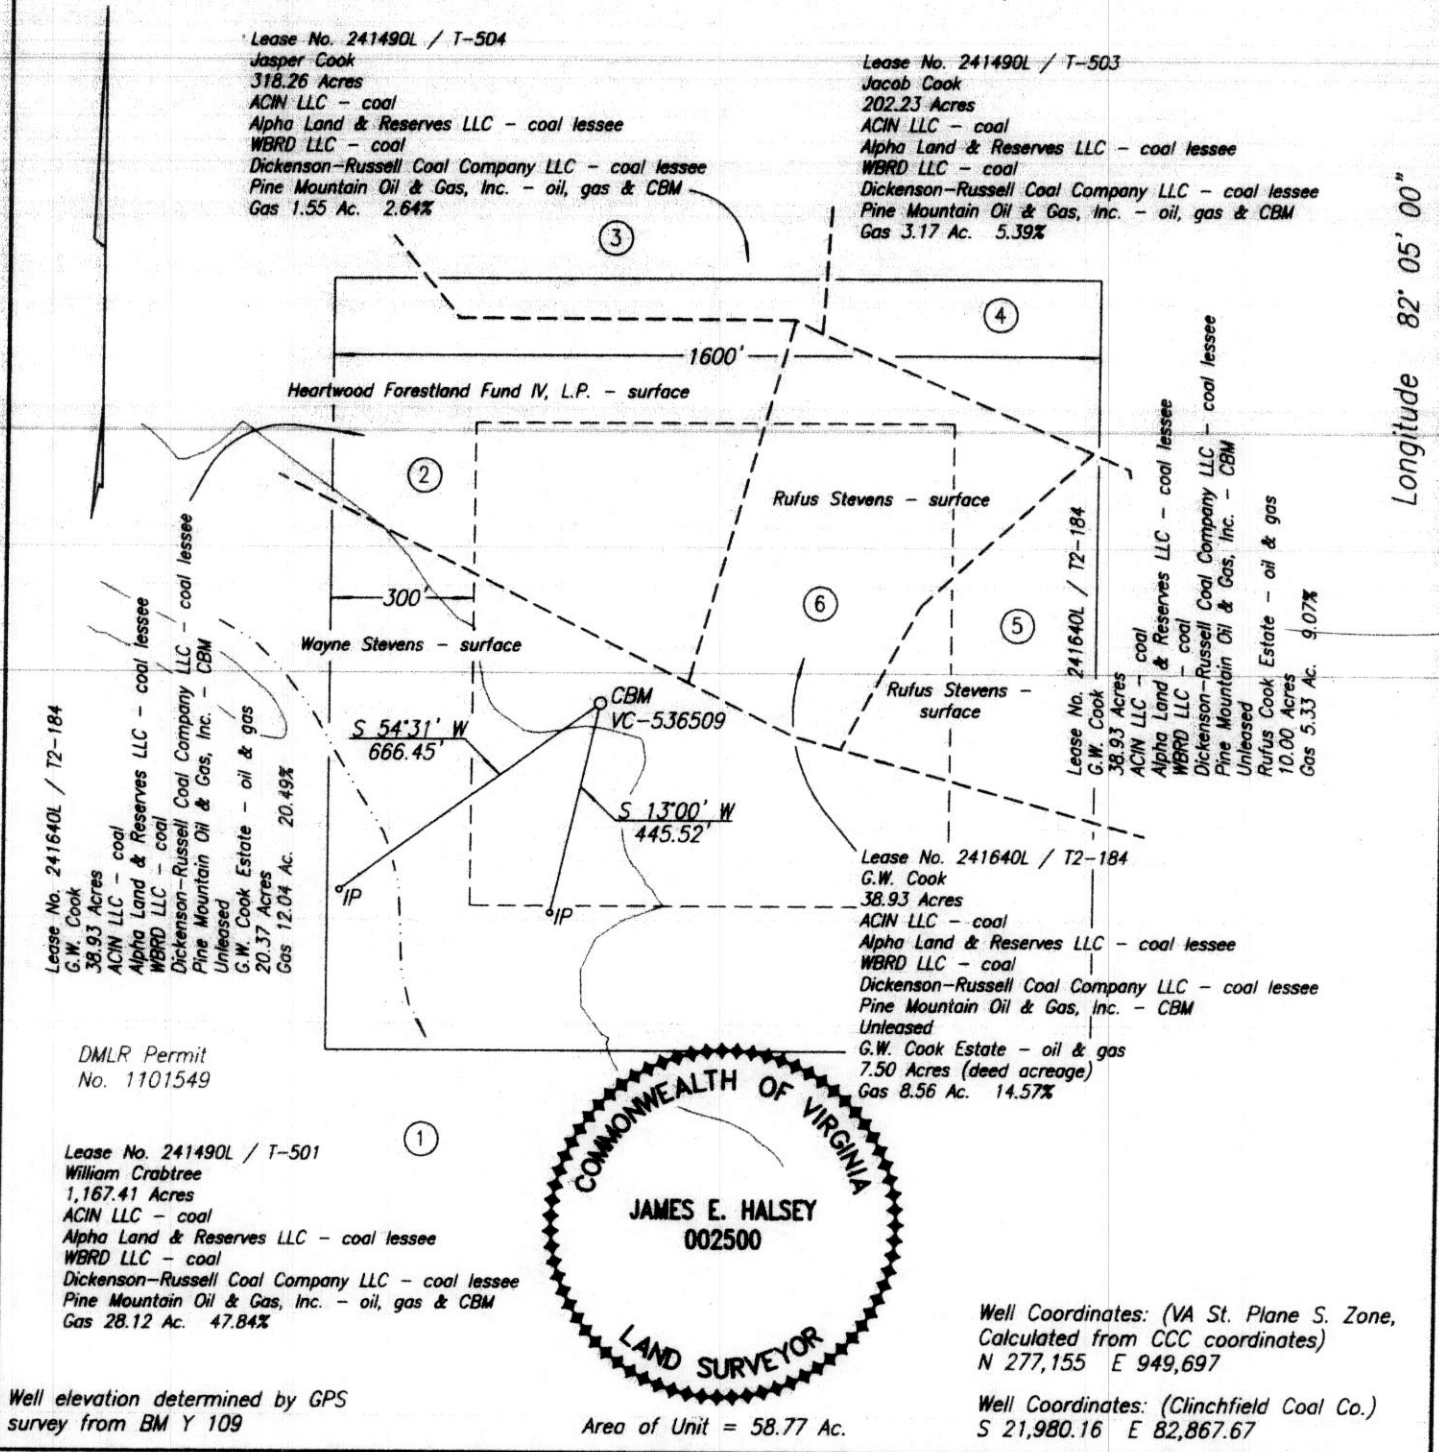 Lease No. 241490L / T-504
Jasper Cook
318.26 Acres
ACIN LLC - coal
Alpha Land & Reserves LLC - coal lessee
WBRD LLC - coal
Dickenson-Russell Coal Company LLC - coal lessee
Pine Mountain Oil & Gas, Inc. - oil, gas & CBM
Gas 1.55 Ac. 2.64%
Lease No. 241490L / T-503
Jacob Cook
202.23 Acres
ACIN LLC - coal
Alpha Land & Reserves LLC - coal lessee
WBRD LLC - coal
Dickenson-Russell Coal Company LLC - coal lessee
Pine Mountain Oil & Gas, Inc. - oil, gas & CBM
Gas 3.17 Ac. 5.39%
Longitude 82° 05' 00"
3
4
1600'
Heartwood Forestland Fund IV, L.P. - surface
2
Rufus Stevens - surface
300'
6
5
Wayne Stevens - surface
Rufus Stevens -
surface
CBM
VC-536509
S 54°31' W
666.45'
S 13°00' W
445.52'
IP
IP
Lease No. 241640L / T2-184
G.W. Cook
38.93 Acres
ACIN LLC - coal
Alpha Land & Reserves LLC - coal lessee
WBRD LLC - coal
Dickenson-Russell Coal Company LLC - coal lessee
Pine Mountain Oil & Gas, Inc. - CBM
Unleased
G.W. Cook Estate - oil & gas
20.37 Acres
Gas 12.04 Ac. 20.49%
Lease No. 241640L / T2-184
G.W. Cook
38.93 Acres
ACIN LLC - coal
Alpha Land & Reserves LLC - coal lessee
WBRD LLC - coal
Dickenson-Russell Coal Company LLC - coal lessee
Pine Mountain Oil & Gas, Inc. - CBM
Unleased
Rufus Cook Estate - oil & gas
10.00 Acres
Gas 5.33 Ac. 9.07%
Lease No. 241640L / T2-184
G.W. Cook
38.93 Acres
ACIN LLC - coal
Alpha Land & Reserves LLC - coal lessee
WBRD LLC - coal
Dickenson-Russell Coal Company LLC - coal lessee
Pine Mountain Oil & Gas, Inc. - CBM
Unleased
G.W. Cook Estate - oil & gas
7.50 Acres (deed acreage)
Gas 8.56 Ac. 14.57%
DMLR Permit
No. 1101549
1
Lease No. 241490L / T-501
William Crabtree
1,167.41 Acres
ACIN LLC - coal
Alpha Land & Reserves LLC - coal lessee
WBRD LLC - coal
Dickenson-Russell Coal Company LLC - coal lessee
Pine Mountain Oil & Gas, Inc. - oil, gas & CBM
Gas 28.12 Ac. 47.84%
COMMONWEALTH OF VIRGINIA
JAMES E. HALSEY
002500
LAND SURVEYOR
Well Coordinates: (VA St. Plane S. Zone,
Calculated from CCC coordinates)
N 277,155 E 949,697
Well Coordinates: (Clinchfield Coal Co.)
S 21,980.16 E 82,867.67
Well elevation determined by GPS
survey from BM Y 109
Area of Unit = 58.77 Ac.